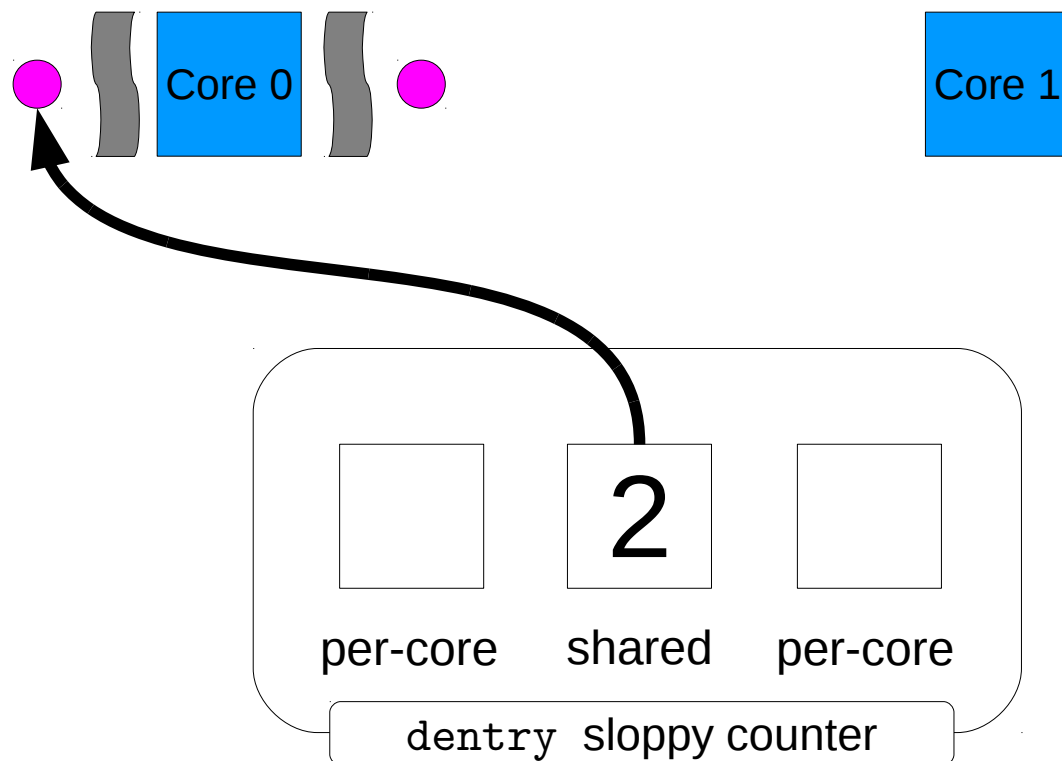 Core 0
Core 1
2
per-core
shared
per-core
dentry sloppy counter